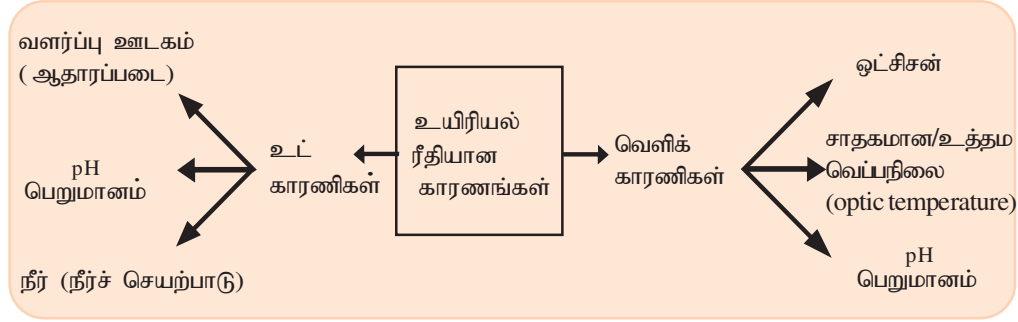 வளர்ப்பு ஊடகம்
( ஆதாரப்படை)
pH
பெறுமானம்
நீர் (நீர்ச் செயற்பாடு)
உட்
காரணிகள்
உயிரியல்
ரீதியான
காரணங்கள்
வெளிக்
காரணிகள்
ஒட்சிசன்
சாதகமான/உத்தம
வெப்பநிலை
(optic temperature)
pH
பெறுமானம்